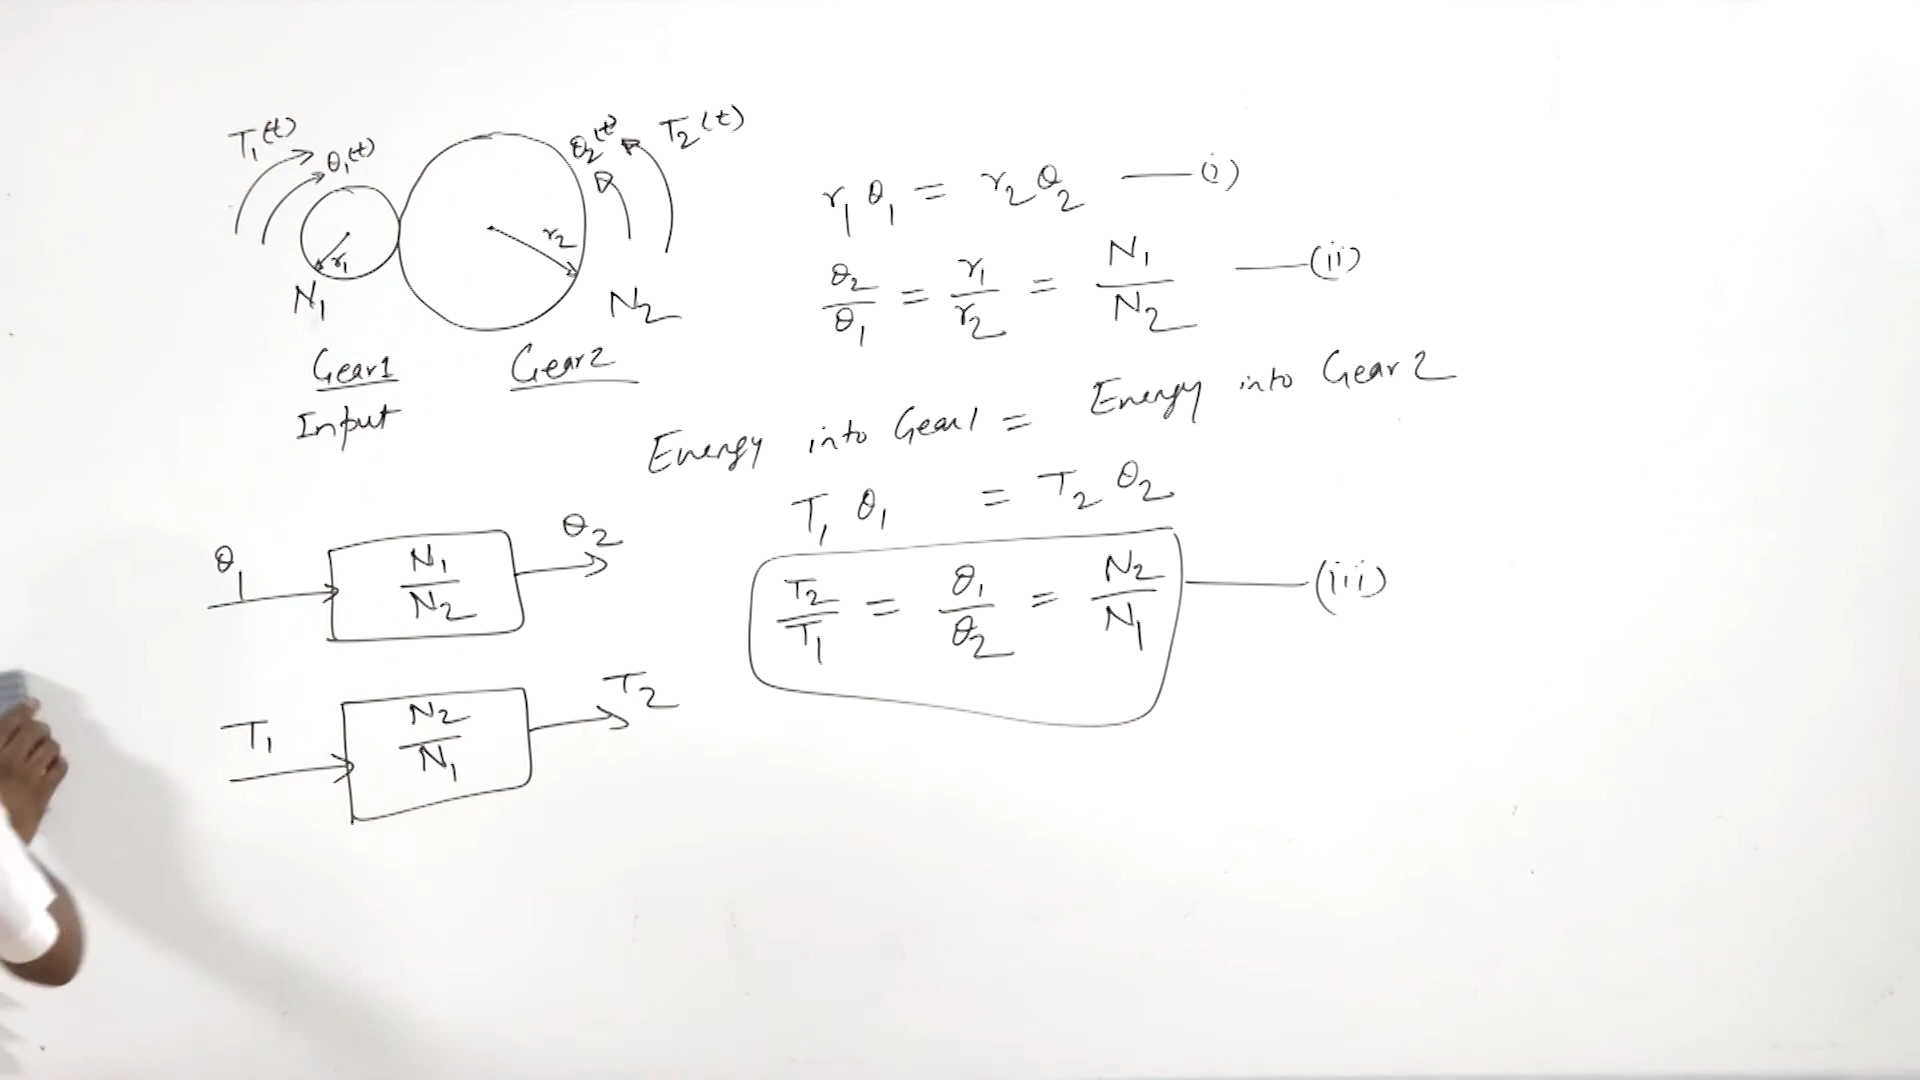 T₁(t)
θ₁(t)
θ₂(t)
T₂(t)
r₁
r₂
N₁
N₂
Gear1
Gear2
Input
r₁ θ₁ = r₂ θ₂ —(i)
θ₂/θ₁ = r₁/r₂ = N₁/N₂ —(ii)
Energy into Gear1 = Energy into Gear2
T₁ θ₁ = T₂ θ₂
T₂/T₁ = θ₁/θ₂ = N₂/N₁ —(iii)
θ₁
N₁/N₂
θ₂
T₁
N₂/N₁
T₂